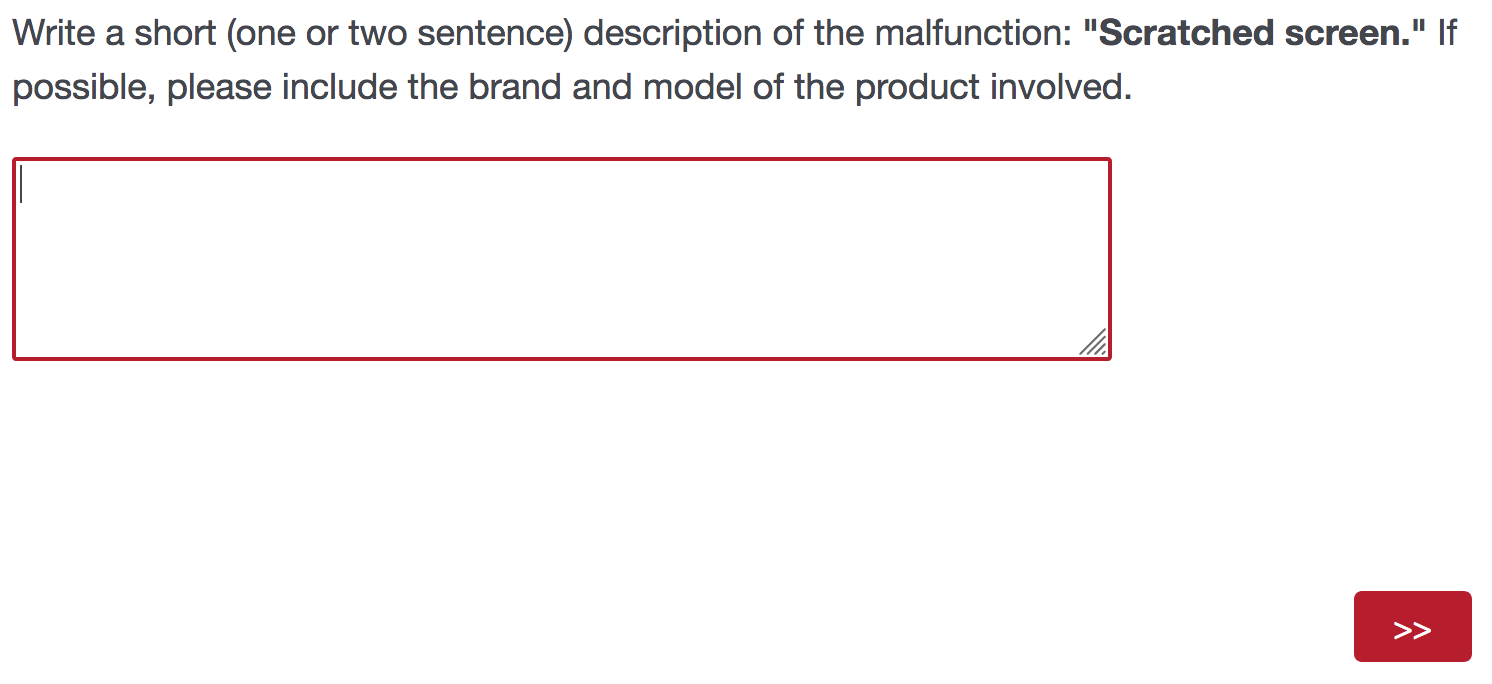 Write a short (one or two sentence) description of the malfunction: "Scratched screen." If
possible, please include the brand and model of the product involved.
>>